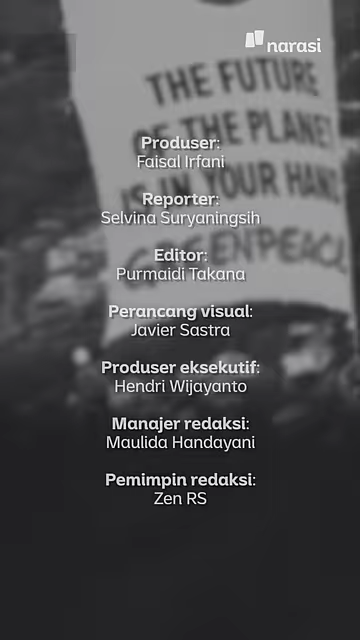 narasi
THE FUTURE
OF THE PLANET
IS IN YOUR HAND
GREENPEACE
Produser:
Faisal Irfani
Reporter:
Selvina Suryaningsih
Editor:
Purmaidi Takana
Perancang visual:
Javier Sastra
Produser eksekutif:
Hendri Wijayanto
Manajer redaksi:
Maulida Handayani
Pemimpin redaksi:
Zen RS